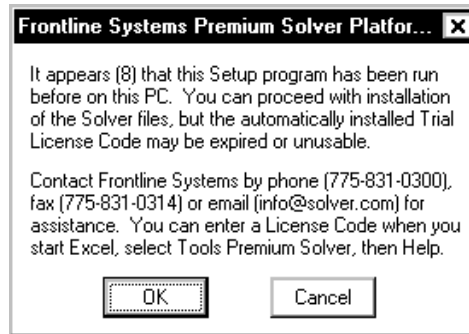 Frontline Systems Premium Solver Platfor...
It appears (8) that this Setup program has been run
before on this PC. You can proceed with installation
of the Solver files, but the automatically installed Trial
License Code may be expired or unusable.
Contact Frontline Systems by phone (775-831-0300),
fax (775-831-0314) or email (info@solver.com) for
assistance. You can enter a License Code when you
start Excel, select Tools Premium Solver, then Help.
OK Cancel